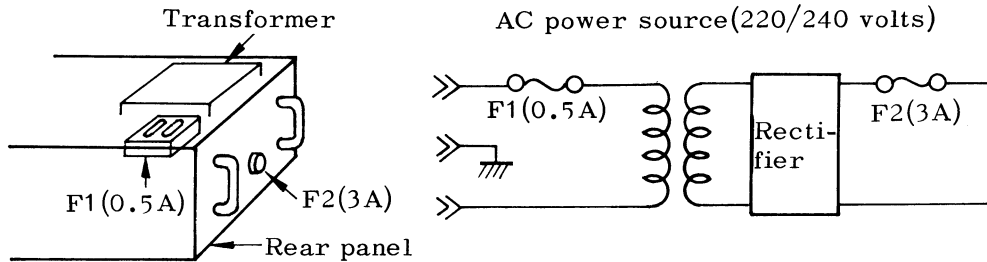 Transformer
F1(0.5A)
F2(3A)
Rear panel
AC power source(220/240 volts)
F1(0.5A)
Recti-
fier
F2(3A)